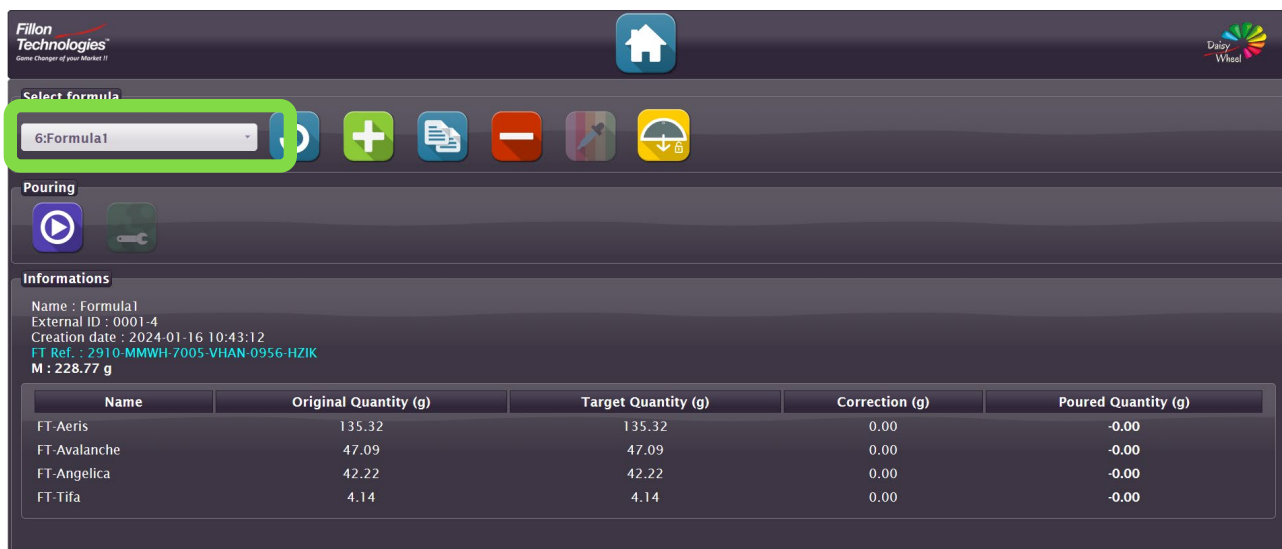 Fillon
Technologies™
Game Changer of your Market !!
Daisy
Wheel
Select formula
6:Formula1
Pouring
Informations
Name : Formula1
External ID : 0001-4
Creation date : 2024-01-16 10:43:12
FT Ref. : 2910-MMWH-7005-VHAN-0956-HZIK
M : 228.77 g
Name Original Quantity (g) Target Quantity (g) Correction (g) Poured Quantity (g)
FT-Aeris 135.32 135.32 0.00 -0.00
FT-Avalanche 47.09 47.09 0.00 -0.00
FT-Angelica 42.22 42.22 0.00 -0.00
FT-Tifa 4.14 4.14 0.00 -0.00